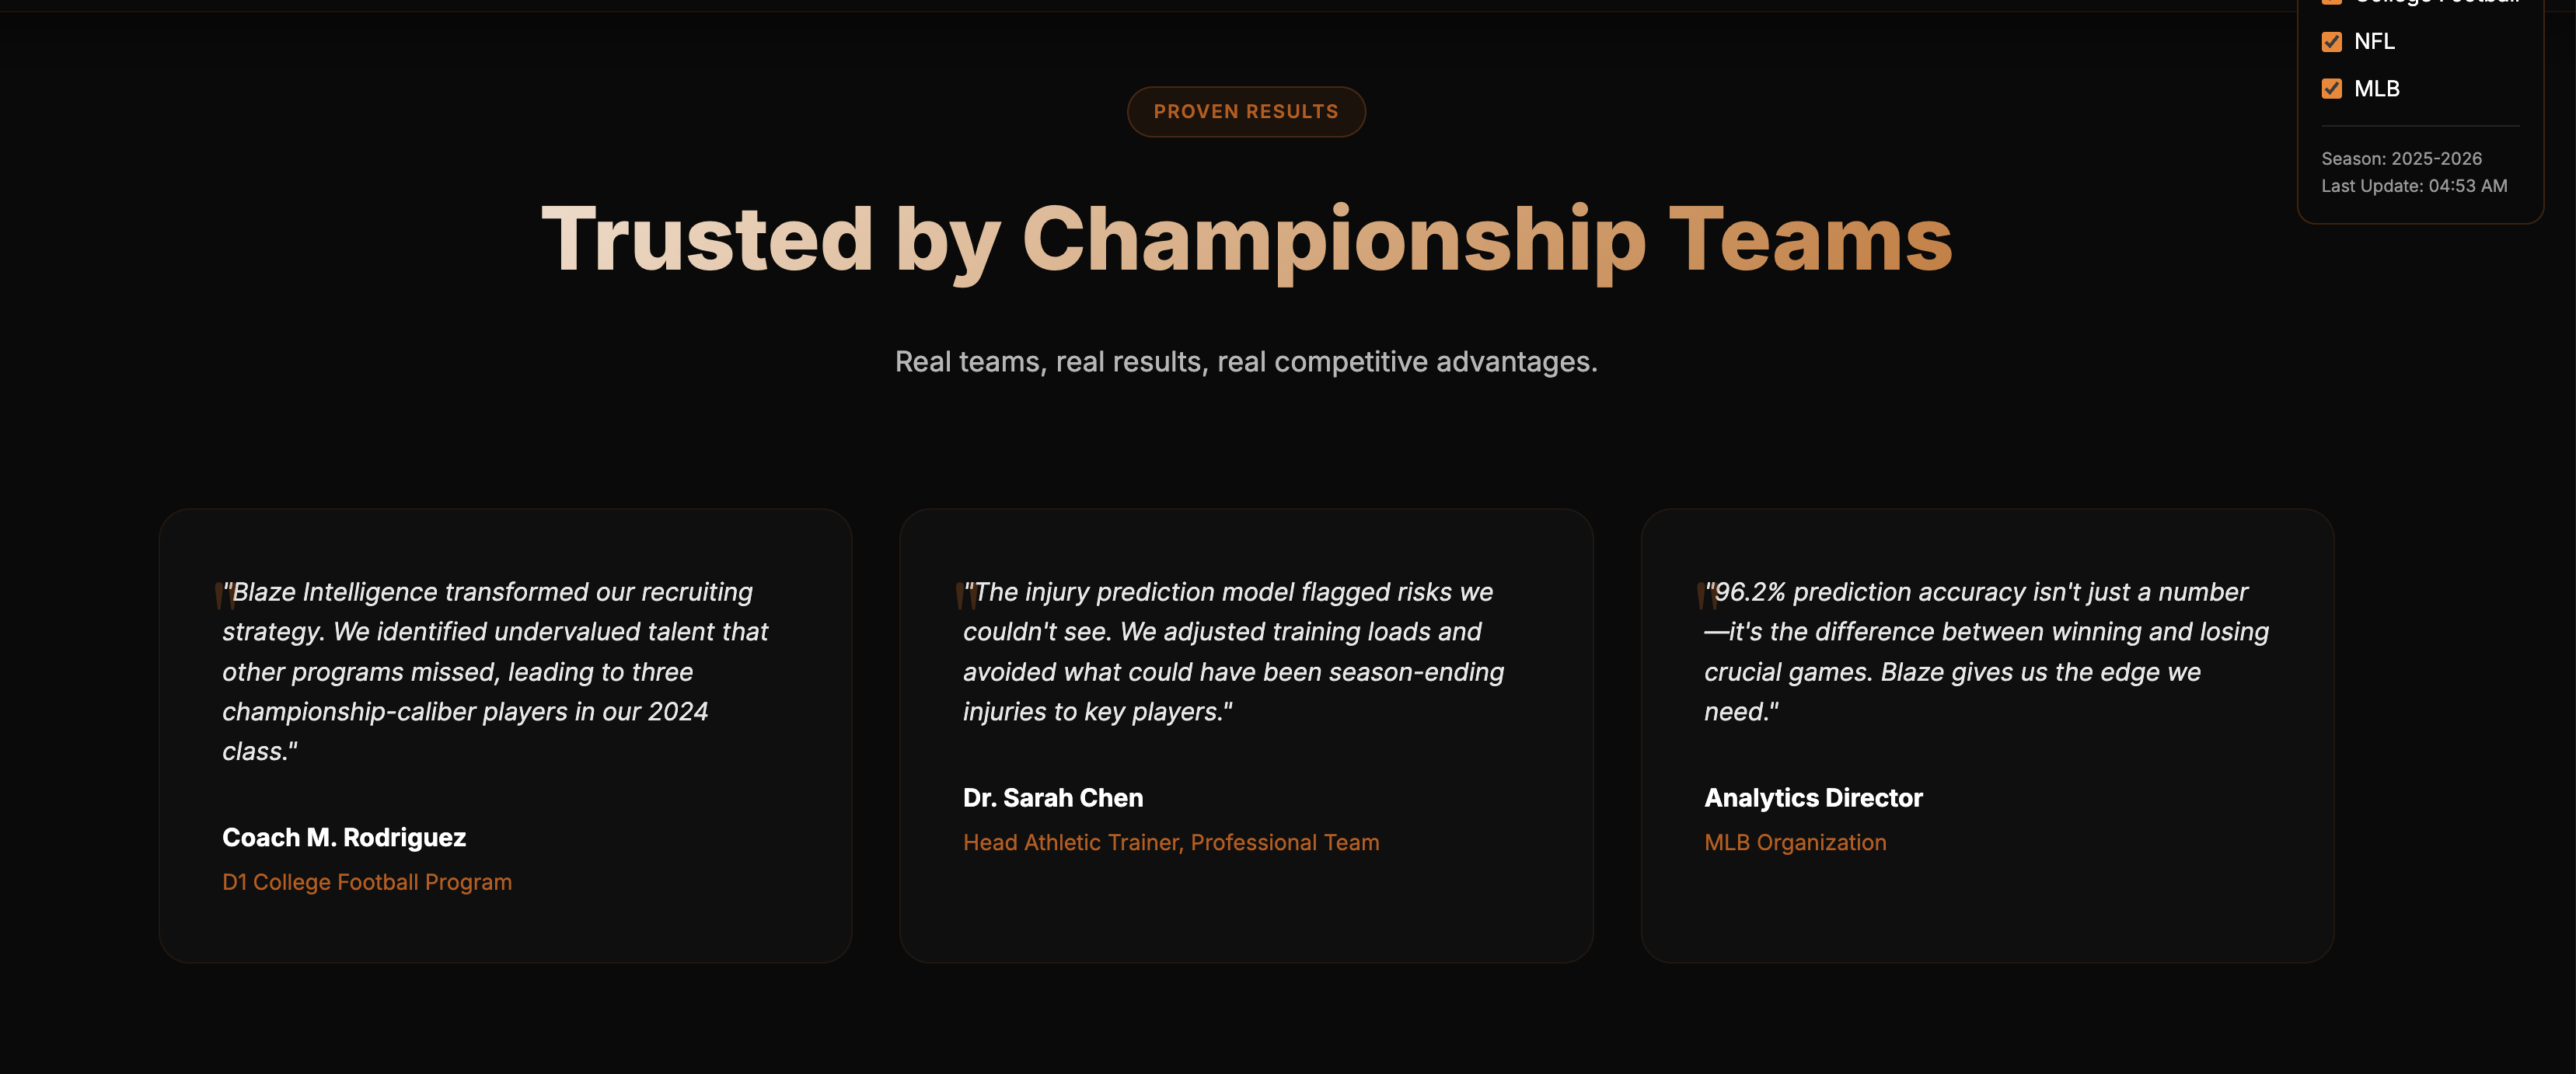 College Football
NFL
MLB
Season: 2025-2026
Last Update: 04:53 AM
PROVEN RESULTS
Trusted by Championship Teams
Real teams, real results, real competitive advantages.
"Blaze Intelligence transformed our recruiting
strategy. We identified undervalued talent that
other programs missed, leading to three
championship-caliber players in our 2024
class."
Coach M. Rodriguez
D1 College Football Program
"The injury prediction model flagged risks we
couldn't see. We adjusted training loads and
avoided what could have been season-ending
injuries to key players."
Dr. Sarah Chen
Head Athletic Trainer, Professional Team
"96.2% prediction accuracy isn't just a number
—it's the difference between winning and losing
crucial games. Blaze gives us the edge we
need."
Analytics Director
MLB Organization